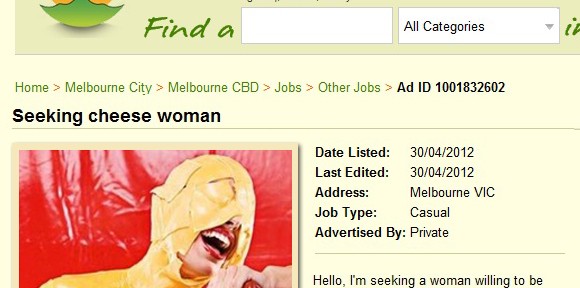 Find a
All Categories
Home > Melbourne City > Melbourne CBD > Jobs > Other Jobs > Ad ID 1001832602
Seeking cheese woman
Date Listed: 30/04/2012
Last Edited: 30/04/2012
Address: Melbourne VIC
Job Type: Casual
Advertised By: Private
Hello, I'm seeking a woman willing to be